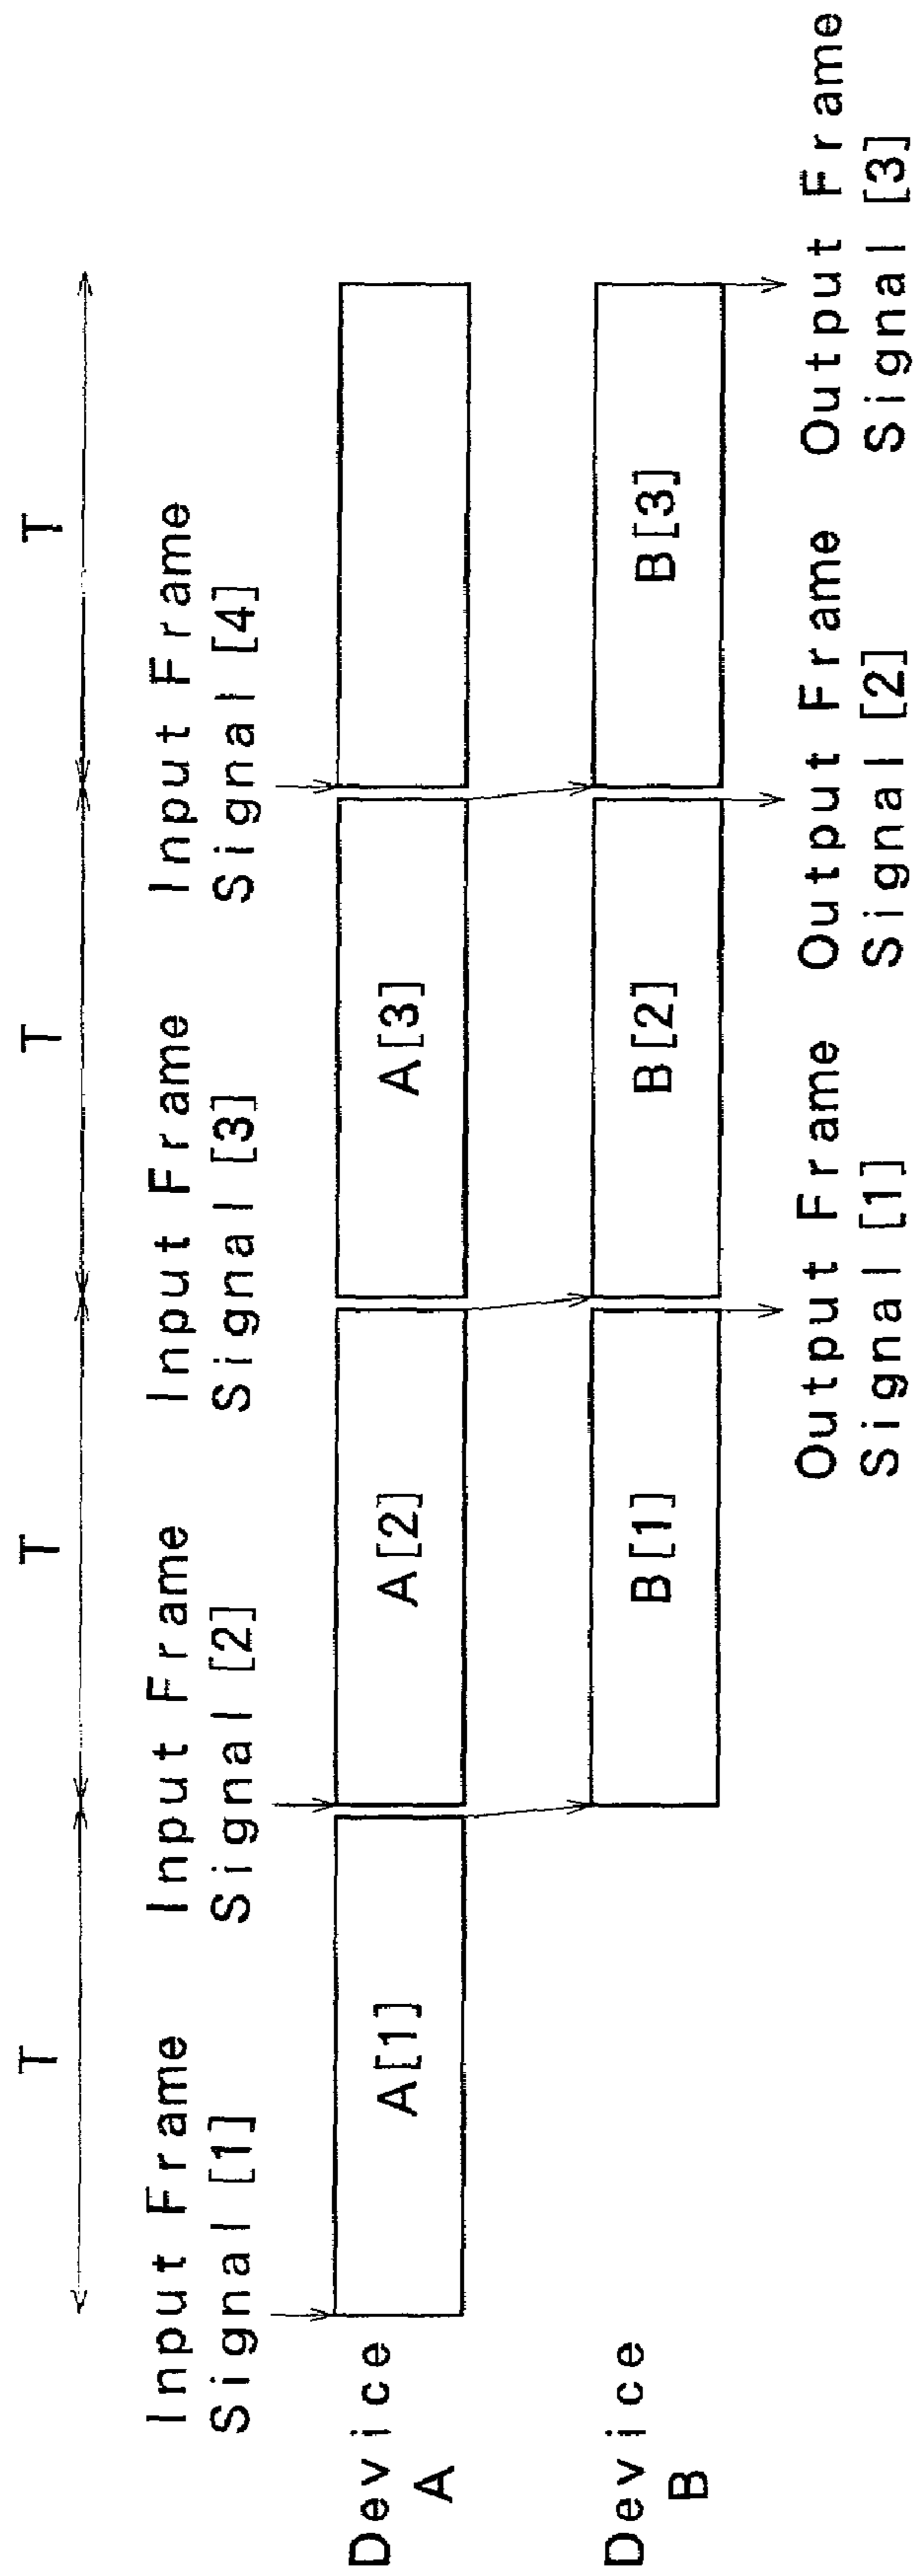 T
T
T
T
Input Frame
Signal [1]
Input Frame
Signal [2]
Input Frame
Signal [3]
Input Frame
Signal [4]
Device
A
A[1]
A[2]
A[3]
Device
B
B[1]
B[2]
B[3]
Output Frame
Signal [1]
Output Frame
Signal [2]
Output Frame
Signal [3]